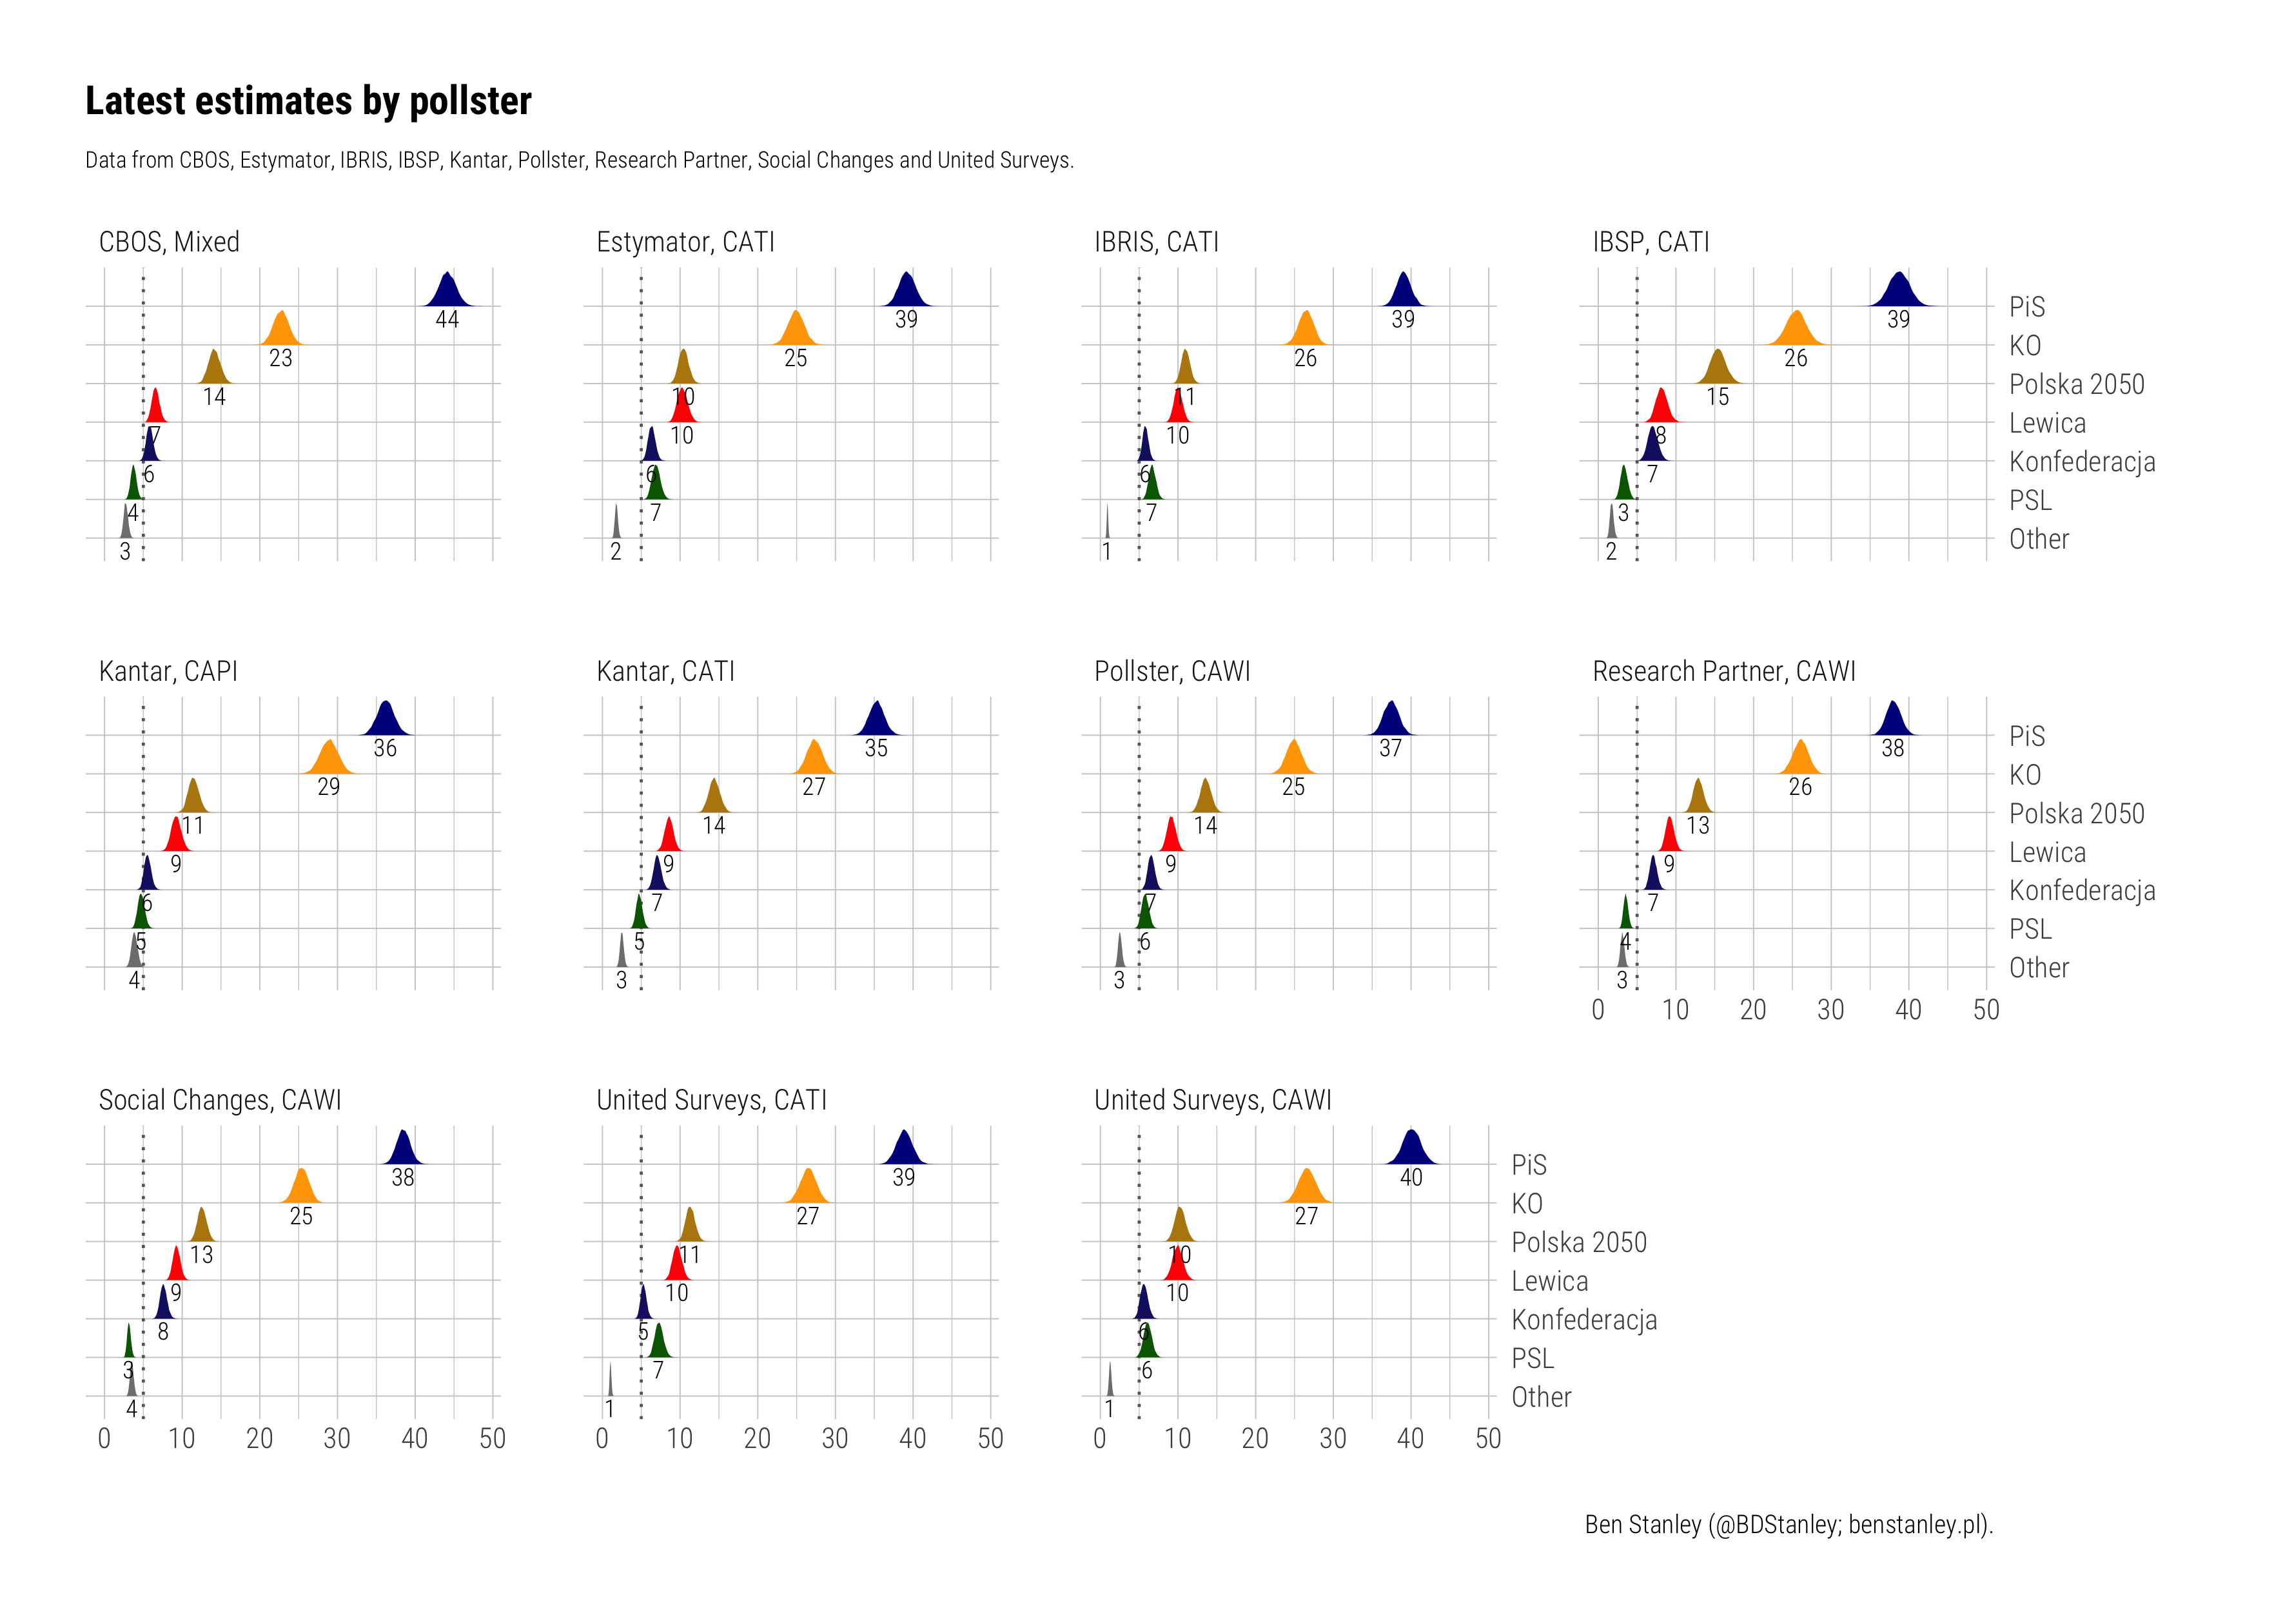 Latest estimates by pollster
Data from CBOS, Estymator, IBRIS, IBSP, Kantar, Pollster, Research Partner, Social Changes and United Surveys.
CBOS, Mixed
44
23
14
7
6
4
3
Estymator, CATI
39
25
10
10
6
7
2
IBRIS, CATI
39
26
11
10
6
7
1
IBSP, CATI
39
26
15
8
7
3
2
PiS
KO
Polska 2050
Lewica
Konfederacja
PSL
Other
Kantar, CAPI
36
29
11
9
6
5
4
Kantar, CATI
35
27
14
9
7
5
3
Pollster, CAWI
37
25
14
9
7
6
3
Research Partner, CAWI
38
26
13
9
7
4
3
PiS
KO
Polska 2050
Lewica
Konfederacja
PSL
Other
0 10 20 30 40 50
Social Changes, CAWI
38
25
13
9
8
3
4
0 10 20 30 40 50
United Surveys, CATI
39
27
11
10
5
7
1
0 10 20 30 40 50
United Surveys, CAWI
40
27
10
10
6
6
1
PiS
KO
Polska 2050
Lewica
Konfederacja
PSL
Other
0 10 20 30 40 50
Ben Stanley (@BDStanley; benstanley.pl).